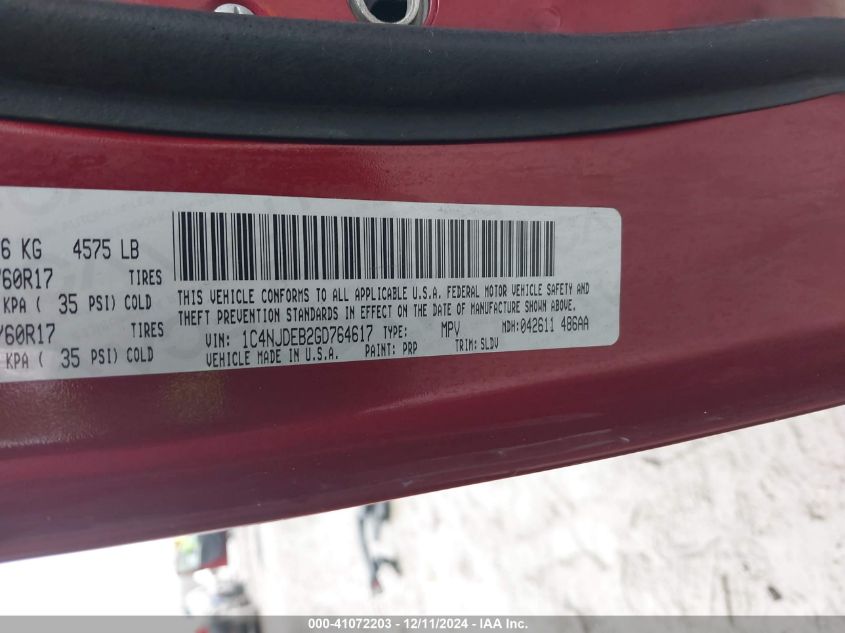 6 KG 4575 LB
/60R17 TIRES
KPA ( 35 PSI) COLD
/60R17 TIRES
KPA ( 35 PSI) COLD
THIS VEHICLE CONFORMS TO ALL APPLICABLE U.S.A. FEDERAL MOTOR VEHICLE SAFETY AND
THEFT PREVENTION STANDARDS IN EFFECT ON THE DATE OF MANUFACTURE SHOWN ABOVE.
VIN: 1C4NJDEB2GD764617 TYPE: MPV MDH:042611 486AA
VEHICLE MADE IN U.S.A. PAINT: PRP TRIM: SLDV
000-41072203 - 12/11/2024 - IAA Inc.